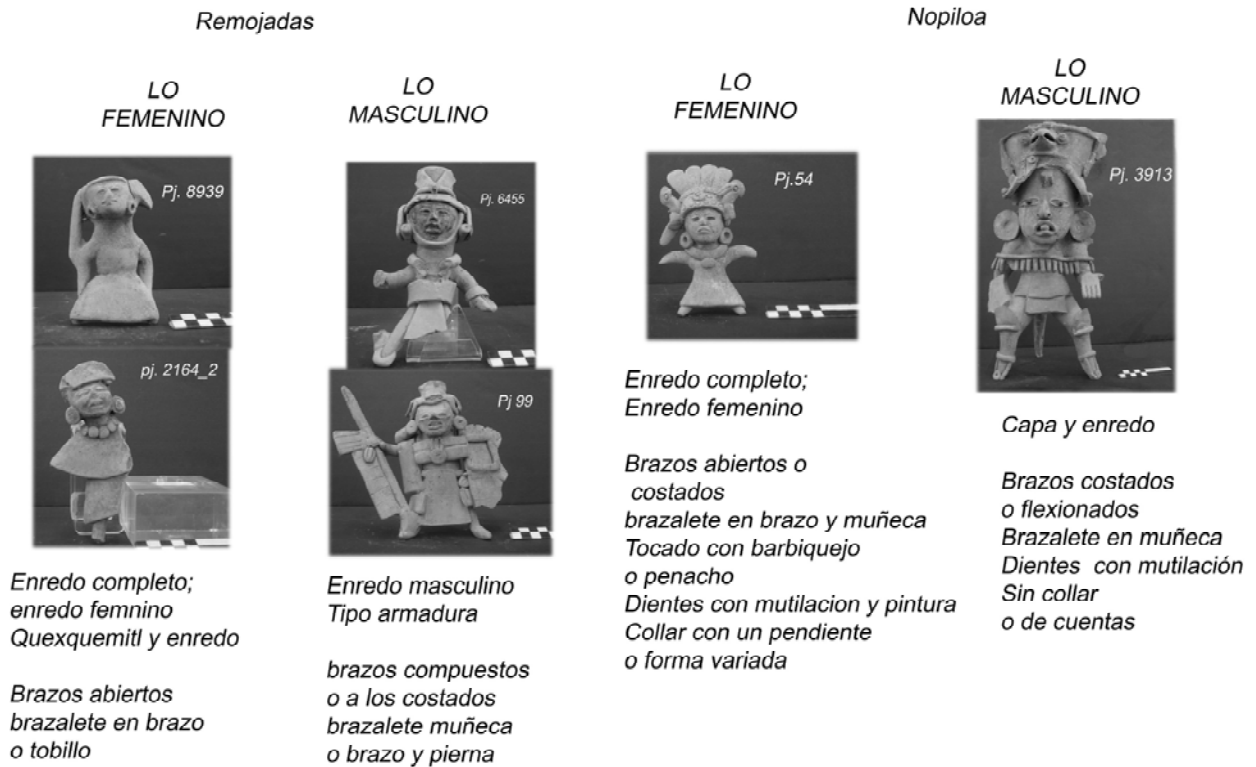 Remojadas
LO
FEMENINO
Pj. 8939
pj. 2164_2
Enredo completo;
enredo femnino
Quexquemitl y enredo
Brazos abiertos
brazalete en brazo
o tobillo
LO
MASCULINO
Pj. 6455
Pj 99
Enredo masculino
Tipo armadura
brazos compuestos
o a los costados
brazalete muñeca
o brazo y pierna
Nopiloa
LO
FEMENINO
Pj.54
Enredo completo;
Enredo femenino
Brazos abiertos o
costados
brazalete en brazo y muñeca
Tocado con barbiquejo
o penacho
Dientes con mutilacion y pintura
Collar con un pendiente
o forma variada
LO
MASCULINO
Pj. 3913
Capa y enredo
Brazos costados
o flexionados
Brazalete en muñeca
Dientes con mutilación
Sin collar
o de cuentas